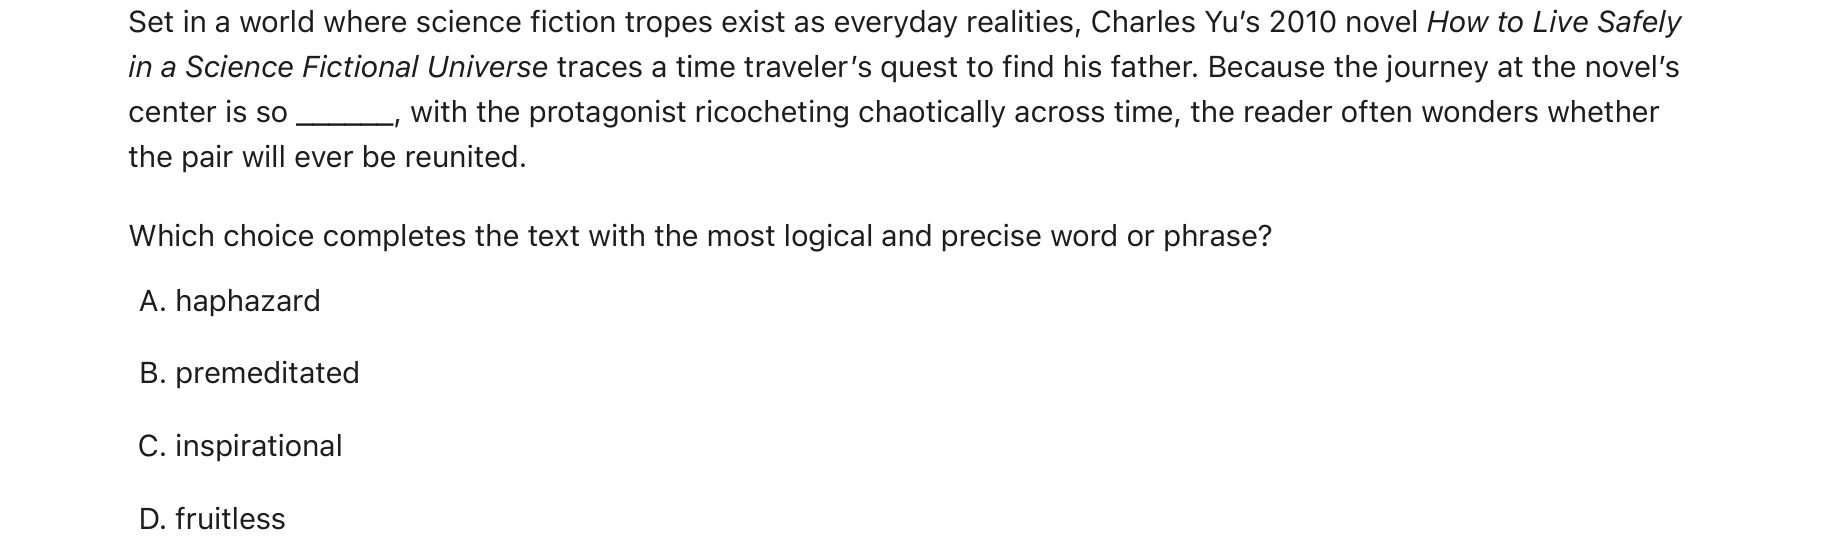 Set in a world where science fiction tropes exist as everyday realities, Charles Yu’s 2010 novel How to Live Safely
in a Science Fictional Universe traces a time traveler’s quest to find his father. Because the journey at the novel’s
center is so ______, with the protagonist ricocheting chaotically across time, the reader often wonders whether
the pair will ever be reunited.
Which choice completes the text with the most logical and precise word or phrase?
A. haphazard
B. premeditated
C. inspirational
D. fruitless